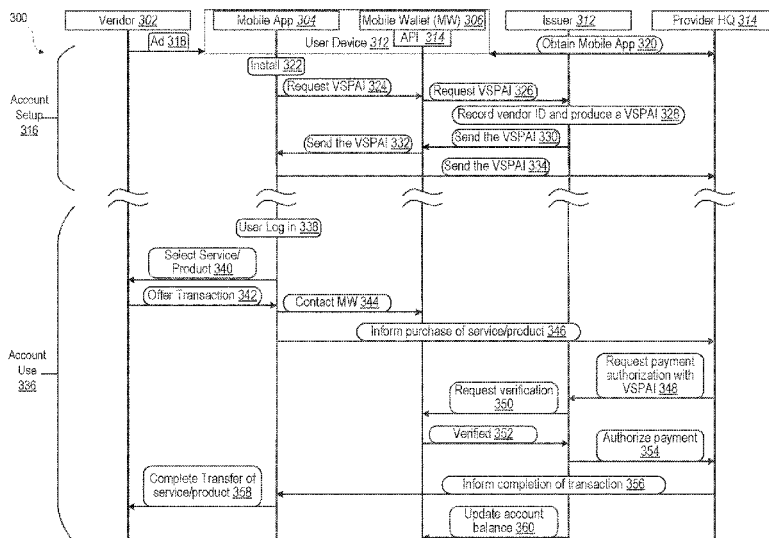 300
Vendor 302
Mobile App 304
Mobile Wallet (MW) 306
Issuer 312
Provider HQ 314
Ad 318
User Device 312
API 314
Obtain Mobile App 320
Install 322
Request VSPAI 324
Request VSPAI 326
Account
Setup
316
Record vendor ID and produce a VSPAI 328
Send the VSPAI 330
Send the VSPAI 332
Send the VSPAI 334
User Log in 338
Select Service/
Product 340
Offer Transaction 342
Contact MW 344
Inform purchase of service/product 346
Account
Use
336
Request payment
authorization with
VSPAI 348
Request verification
350
Verified 352
Authorize payment
354
Complete Transfer of
service/product 358
Inform completion of transaction 356
Update account
balance 360